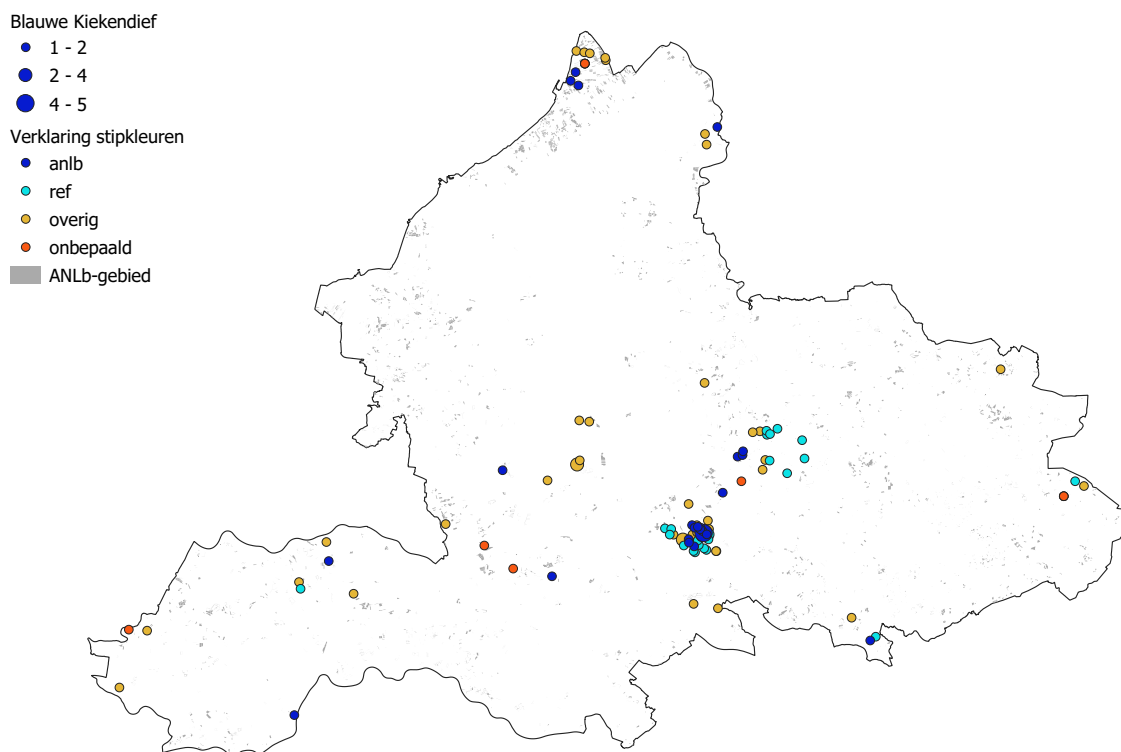 Blauwe Kiekendief
1 - 2
2 - 4
4 - 5
Verklaring stipkleuren
anlb
ref
overig
onbepaald
ANLb-gebied